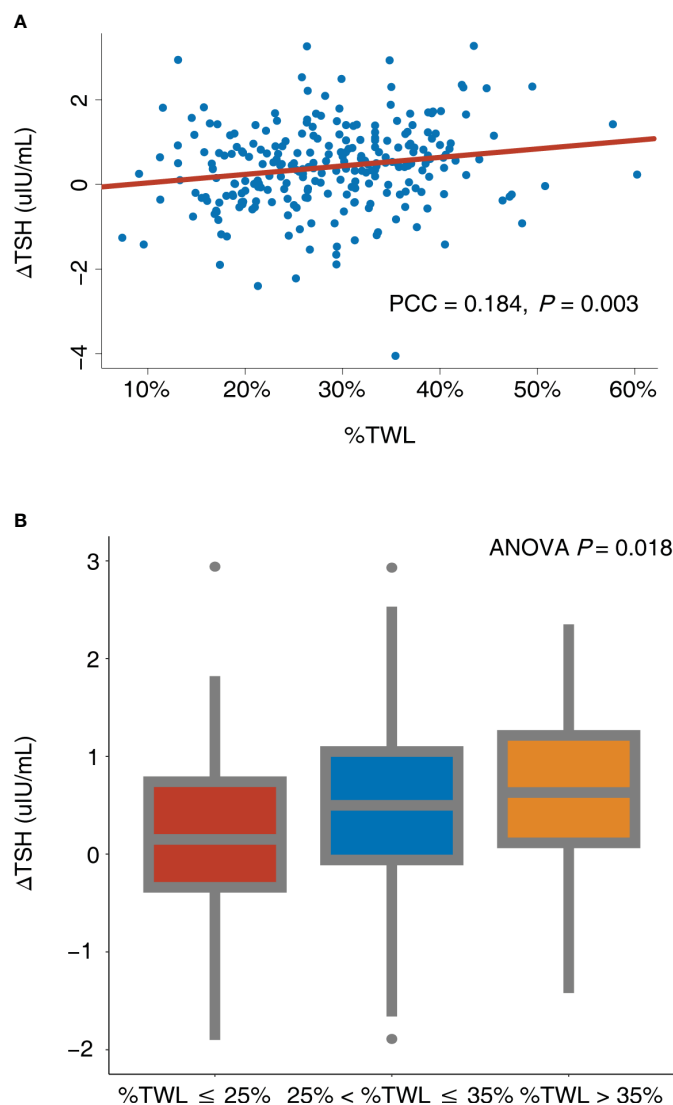 A
2
0
−2
−4
ΔTSH (uIU/mL)
PCC = 0.184, P = 0.003
10% 20% 30% 40% 50% 60%
%TWL
B
ANOVA P = 0.018
3
2
1
0
−1
−2
ΔTSH (uIU/mL)
%TWL ≤ 25% 25% < %TWL ≤ 35% %TWL > 35%